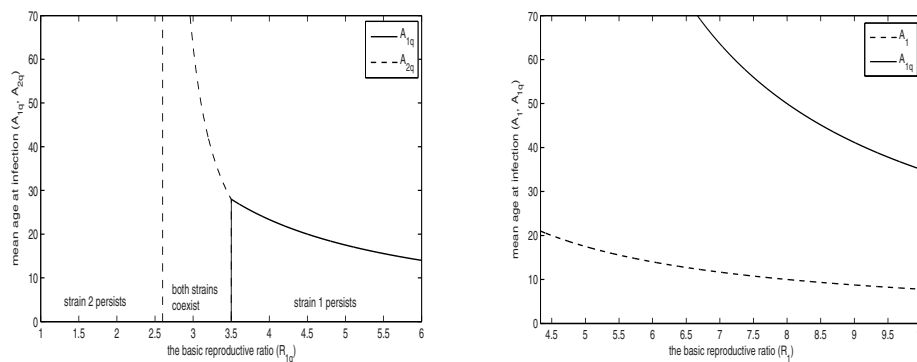 70
60
50
40
30
20
10
0
mean age at infection (A1q, A2q)
A1q
A2q
strain 2 persists
both strains
coexist
strain 1 persists
1 1.5 2 2.5 3 3.5 4 4.5 5 5.5 6
the basic reproductive ratio (R1q)
70
60
50
40
30
20
10
0
mean age at infection (A1, A1q)
A1
A1q
4.5 5 5.5 6 6.5 7 7.5 8 8.5 9 9.5
the basic reproductive ratio (R1)